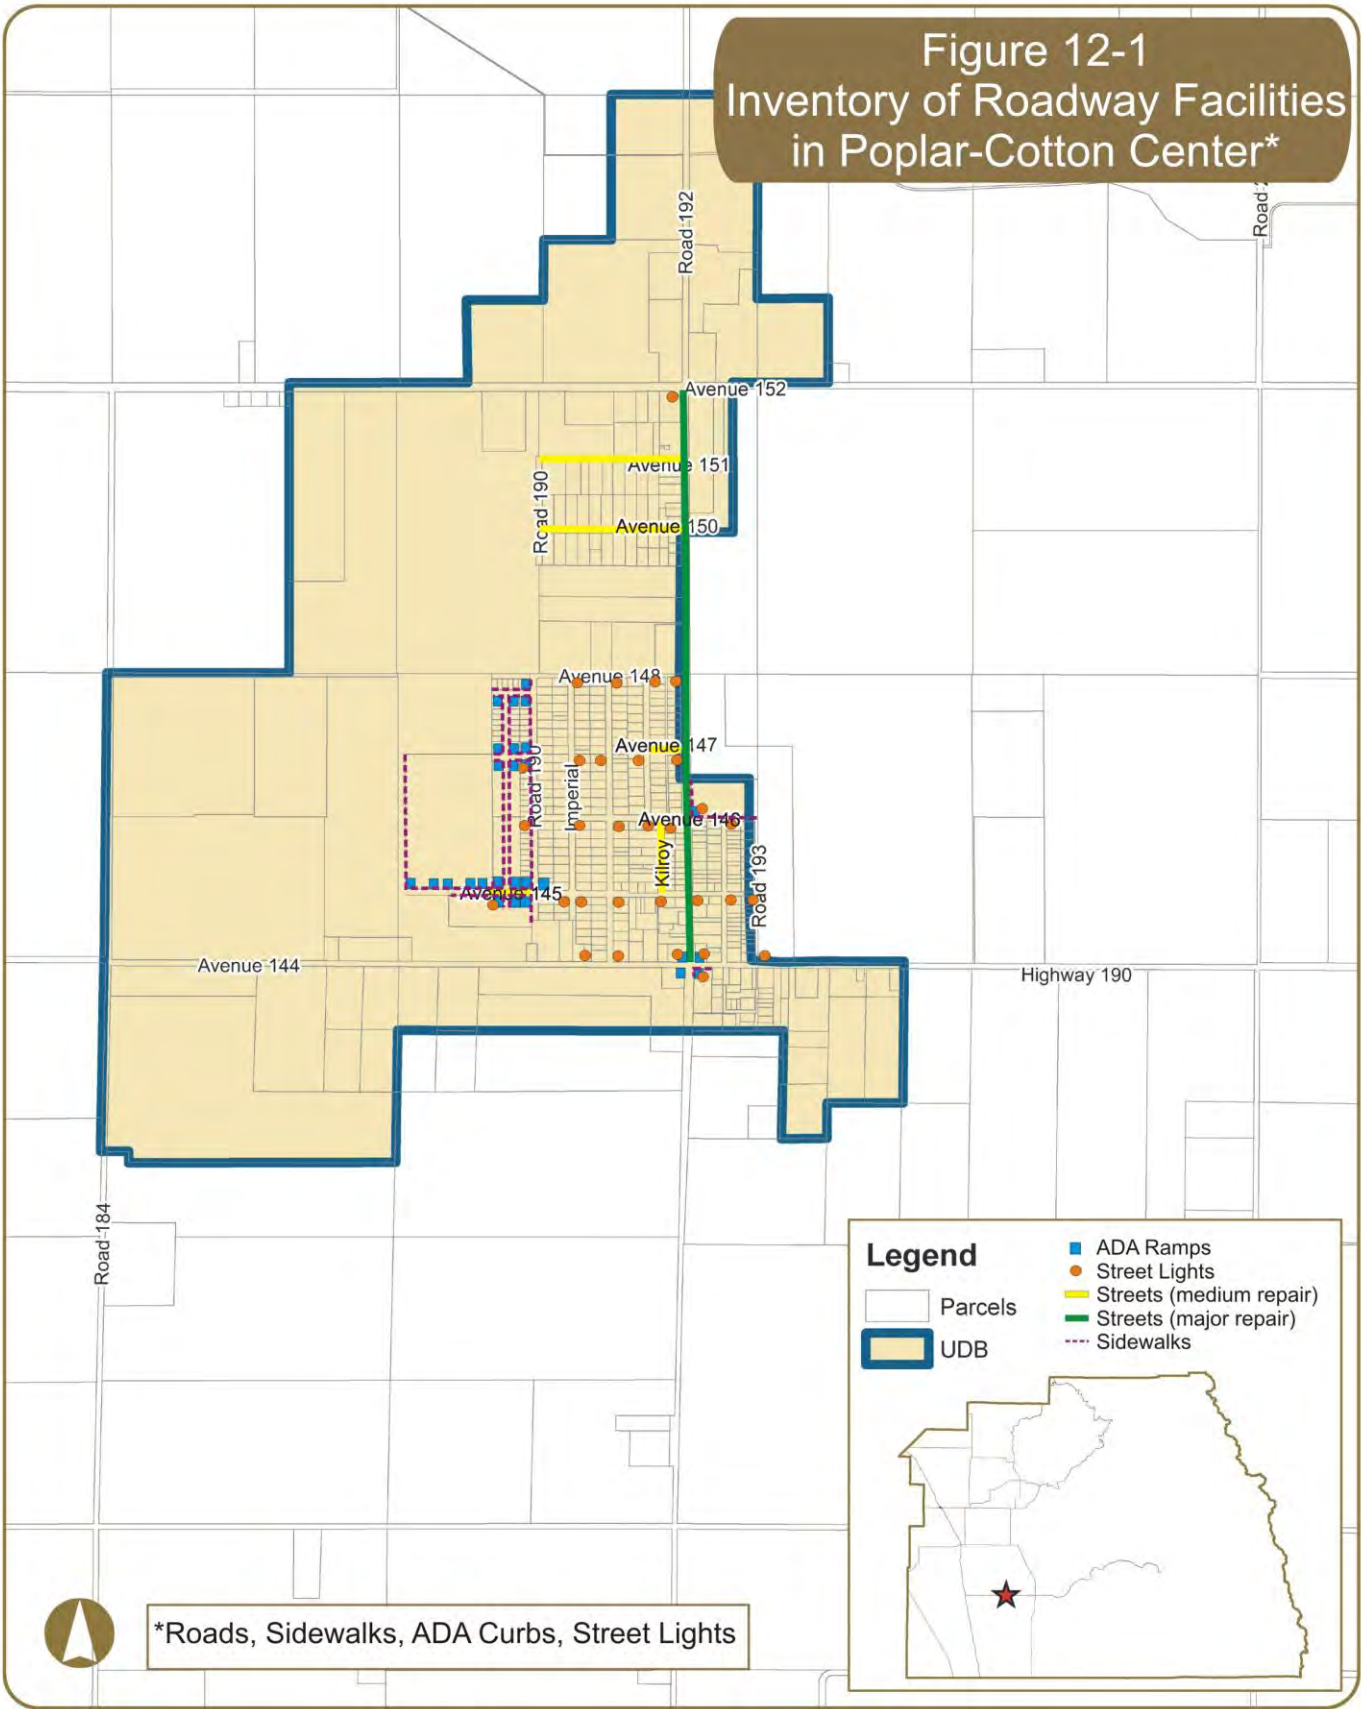 Figure 12-1
Inventory of Roadway Facilities
in Poplar-Cotton Center*
Road 192
Avenue 152
Avenue 151
Road 190
Avenue 150
Avenue 148
Avenue 147
Road 190
Imperial
Avenue 146
Kilroy
Road 193
Avenue 145
Avenue 144
Highway 190
Road 184
Legend
Parcels
UDB
ADA Ramps
Street Lights
Streets (medium repair)
Streets (major repair)
Sidewalks
*Roads, Sidewalks, ADA Curbs, Street Lights
Road